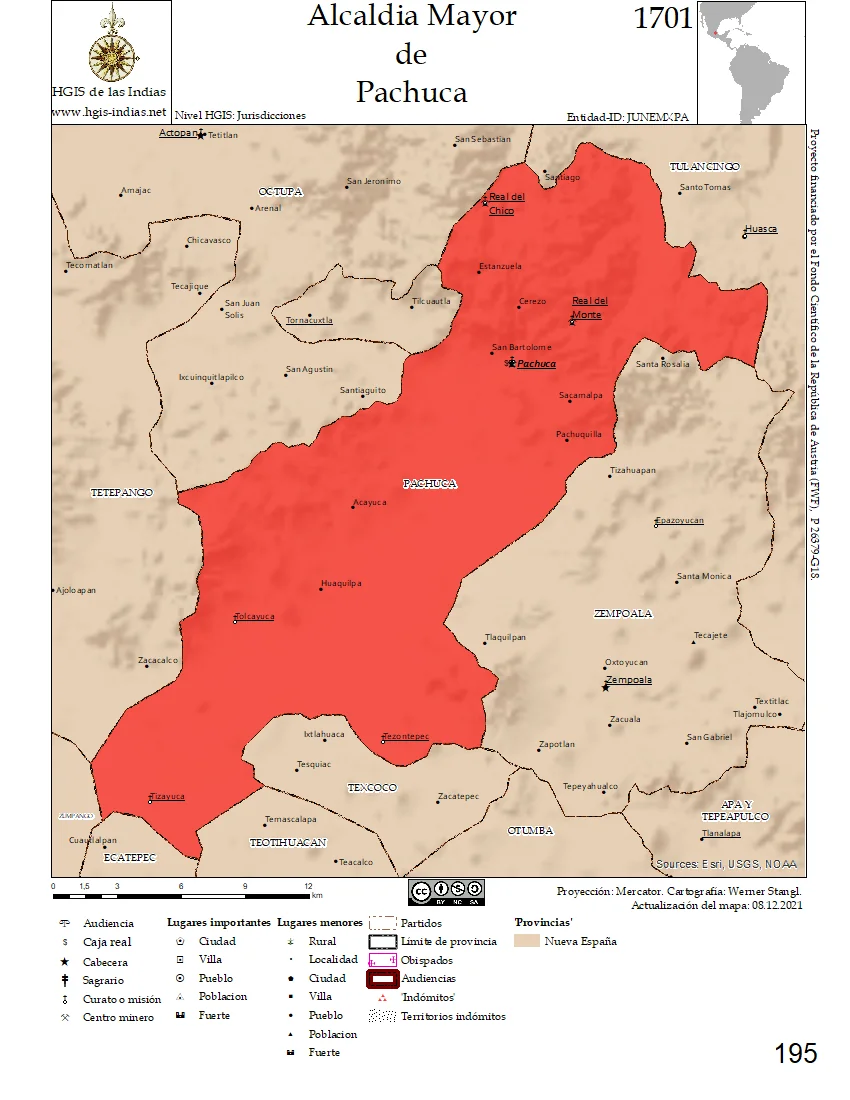 Alcaldia Mayor
de
Pachuca
1701
HGIS de las Indias
www.hgis-indias.net
Nivel HGIS: Jurisdicciones
Entidad-ID: JUNEMXPA
Proyecto financiado por el Fondo Científico de la República de Austria (FWF), P 26379-G18.
Actopan
Tetitlan
San Sebastian
TULANCINGO
Santiago
Santo Tomas
San Jeronimo
OCTUPA
Amajac
Arenal
Real del
Chico
Huasca
Chicavasco
Tecomatlan
Estanzuela
Tecajique
San Juan
Solis
Tilcuautla
Cerezo
Real del
Monte
Tornacuxtla
San Bartolome
Pachuca
Santa Rosalia
San Agustin
Ixcuinquitlapilco
Santiaguito
Sacamalpa
Pachuquilla
Tizahuapan
PACHUCA
TETEPANGO
Acayuca
Epazoyucan
Santa Monica
Ajoloapan
Huaquilpa
Tolcayuca
ZEMPOALA
Tlaquilpan
Tecajete
Zacacalco
Oxtoyucan
Zempoala
Textitlac
Tlajomulco
Zacuala
Ixtlahuaca
Tezontepec
Zapotlan
San Gabriel
Tesquiac
TEXCOCO
Tizayuca
Zacatepec
Tepeyahualco
APA Y
TEPEAPULCO
ZUMPANGO
Temascalapa
OTUMBA
Tlanalapa
Cuautlalpan
TEOTIHUACAN
ECATEPEC
Teacalco
Sources: Esri, USGS, NOAA
0 1,5 3 6 9 12
km
CC BY NC SA
Proyección: Mercator. Cartografía: Werner Stangl.
Actualización del mapa: 08.12.2021
Audiencia
Caja real
Cabecera
Sagrario
Curato o misión
Centro minero
Lugares importantes
Ciudad
Villa
Pueblo
Poblacion
Fuerte
Lugares menores
Rural
Localidad
Ciudad
Villa
Pueblo
Poblacion
Fuerte
Partidos
Límite de provincia
Obispados
Audiencias
'Indómitos'
Territorios indómitos
'Provincias'
Nueva España
195